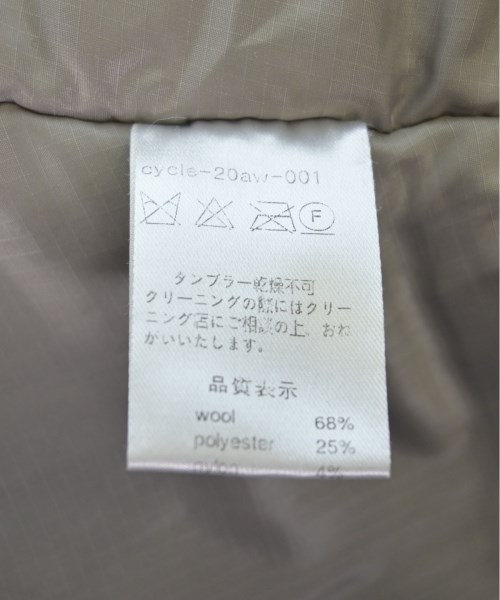 cycle-20aw-001
F
タンブラー乾燥不可
クリーニングの際にはクリー
ニング店にご相談の上、おね
がいいたします。
品質表示
wool 68%
polyester 25%
4%